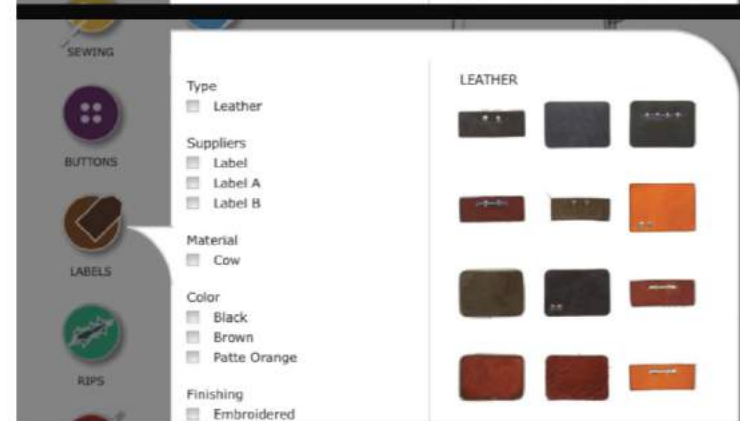 SEWING
BUTTONS
LABELS
RIPS
Type
Leather
Suppliers
Label
Label A
Label B
Material
Cow
Color
Black
Brown
Patte Orange
Finishing
Embroidered
LEATHER